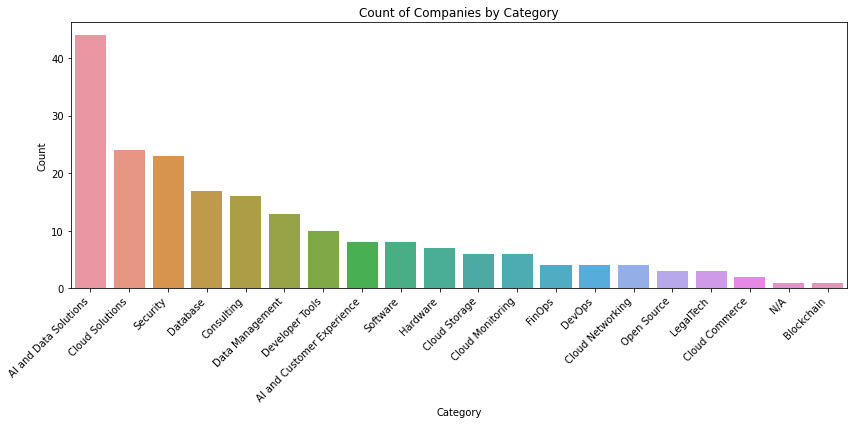 Count of Companies by Category
Count
40
30
20
10
0
AI and Data Solutions
Cloud Solutions
Security
Database
Consulting
Data Management
Developer Tools
AI and Customer Experience
Software
Hardware
Cloud Storage
Cloud Monitoring
FinOps
DevOps
Cloud Networking
Open Source
LegalTech
Cloud Commerce
N/A
Blockchain
Category